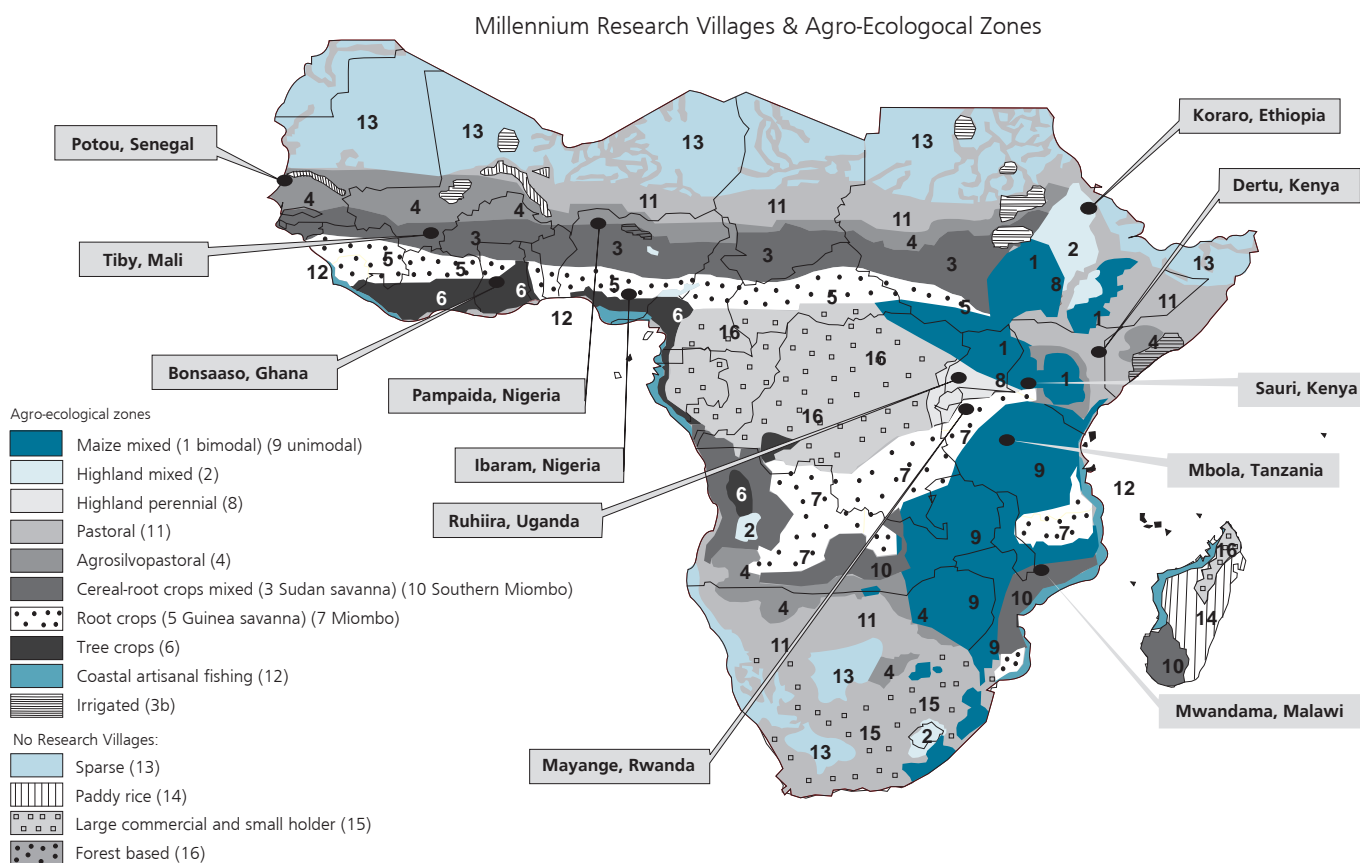 Millennium Research Villages & Agro-Ecologocal Zones
Potou, Senegal
Koraro, Ethiopia
Dertu, Kenya
Tiby, Mali
Bonsaaso, Ghana
Pampaida, Nigeria
Sauri, Kenya
Ibaram, Nigeria
Mbola, Tanzania
Ruhiira, Uganda
Mwandama, Malawi
Mayange, Rwanda
13
13
13
13
4
4
4
11
11
11
4
2
13
3
3
3
3
1
8
11
12
5
5
5
5
5
1
4
6
6
12
6
16
16
1
8
1
16
7
9
12
6
7
7
7
2
7
9
4
10
4
11
4
9
10
16
14
10
11
9
13
4
15
15
13
2
Agro-ecological zones
Maize mixed (1 bimodal) (9 unimodal)
Highland mixed (2)
Highland perennial (8)
Pastoral (11)
Agrosilvopastoral (4)
Cereal-root crops mixed (3 Sudan savanna) (10 Southern Miombo)
Root crops (5 Guinea savanna) (7 Miombo)
Tree crops (6)
Coastal artisanal fishing (12)
Irrigated (3b)
No Research Villages:
Sparse (13)
Paddy rice (14)
Large commercial and small holder (15)
Forest based (16)